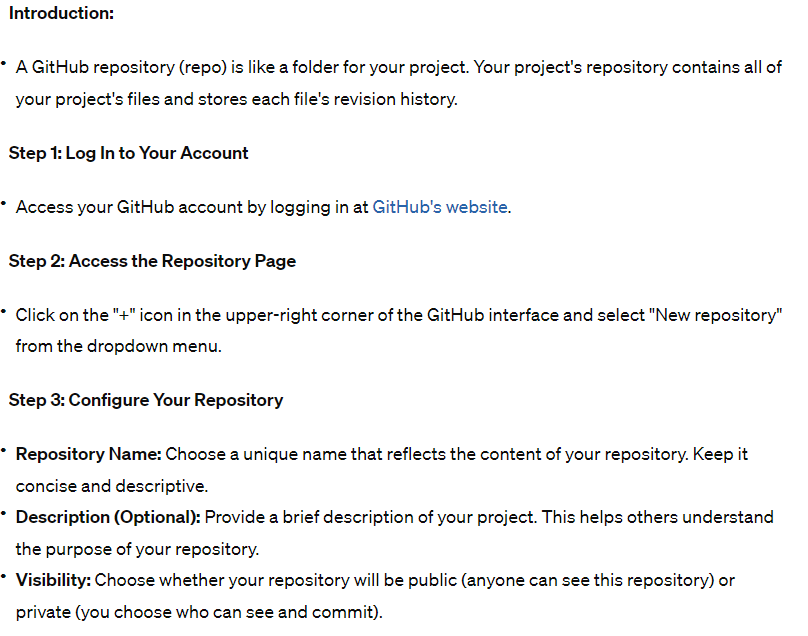 Introduction:
• A GitHub repository (repo) is like a folder for your project. Your project's repository contains all of
your project's files and stores each file's revision history.
Step 1: Log In to Your Account
• Access your GitHub account by logging in at GitHub's website.
Step 2: Access the Repository Page
• Click on the "+" icon in the upper-right corner of the GitHub interface and select "New repository"
from the dropdown menu.
Step 3: Configure Your Repository
• Repository Name: Choose a unique name that reflects the content of your repository. Keep it
concise and descriptive.
• Description (Optional): Provide a brief description of your project. This helps others understand
the purpose of your repository.
• Visibility: Choose whether your repository will be public (anyone can see this repository) or
private (you choose who can see and commit).